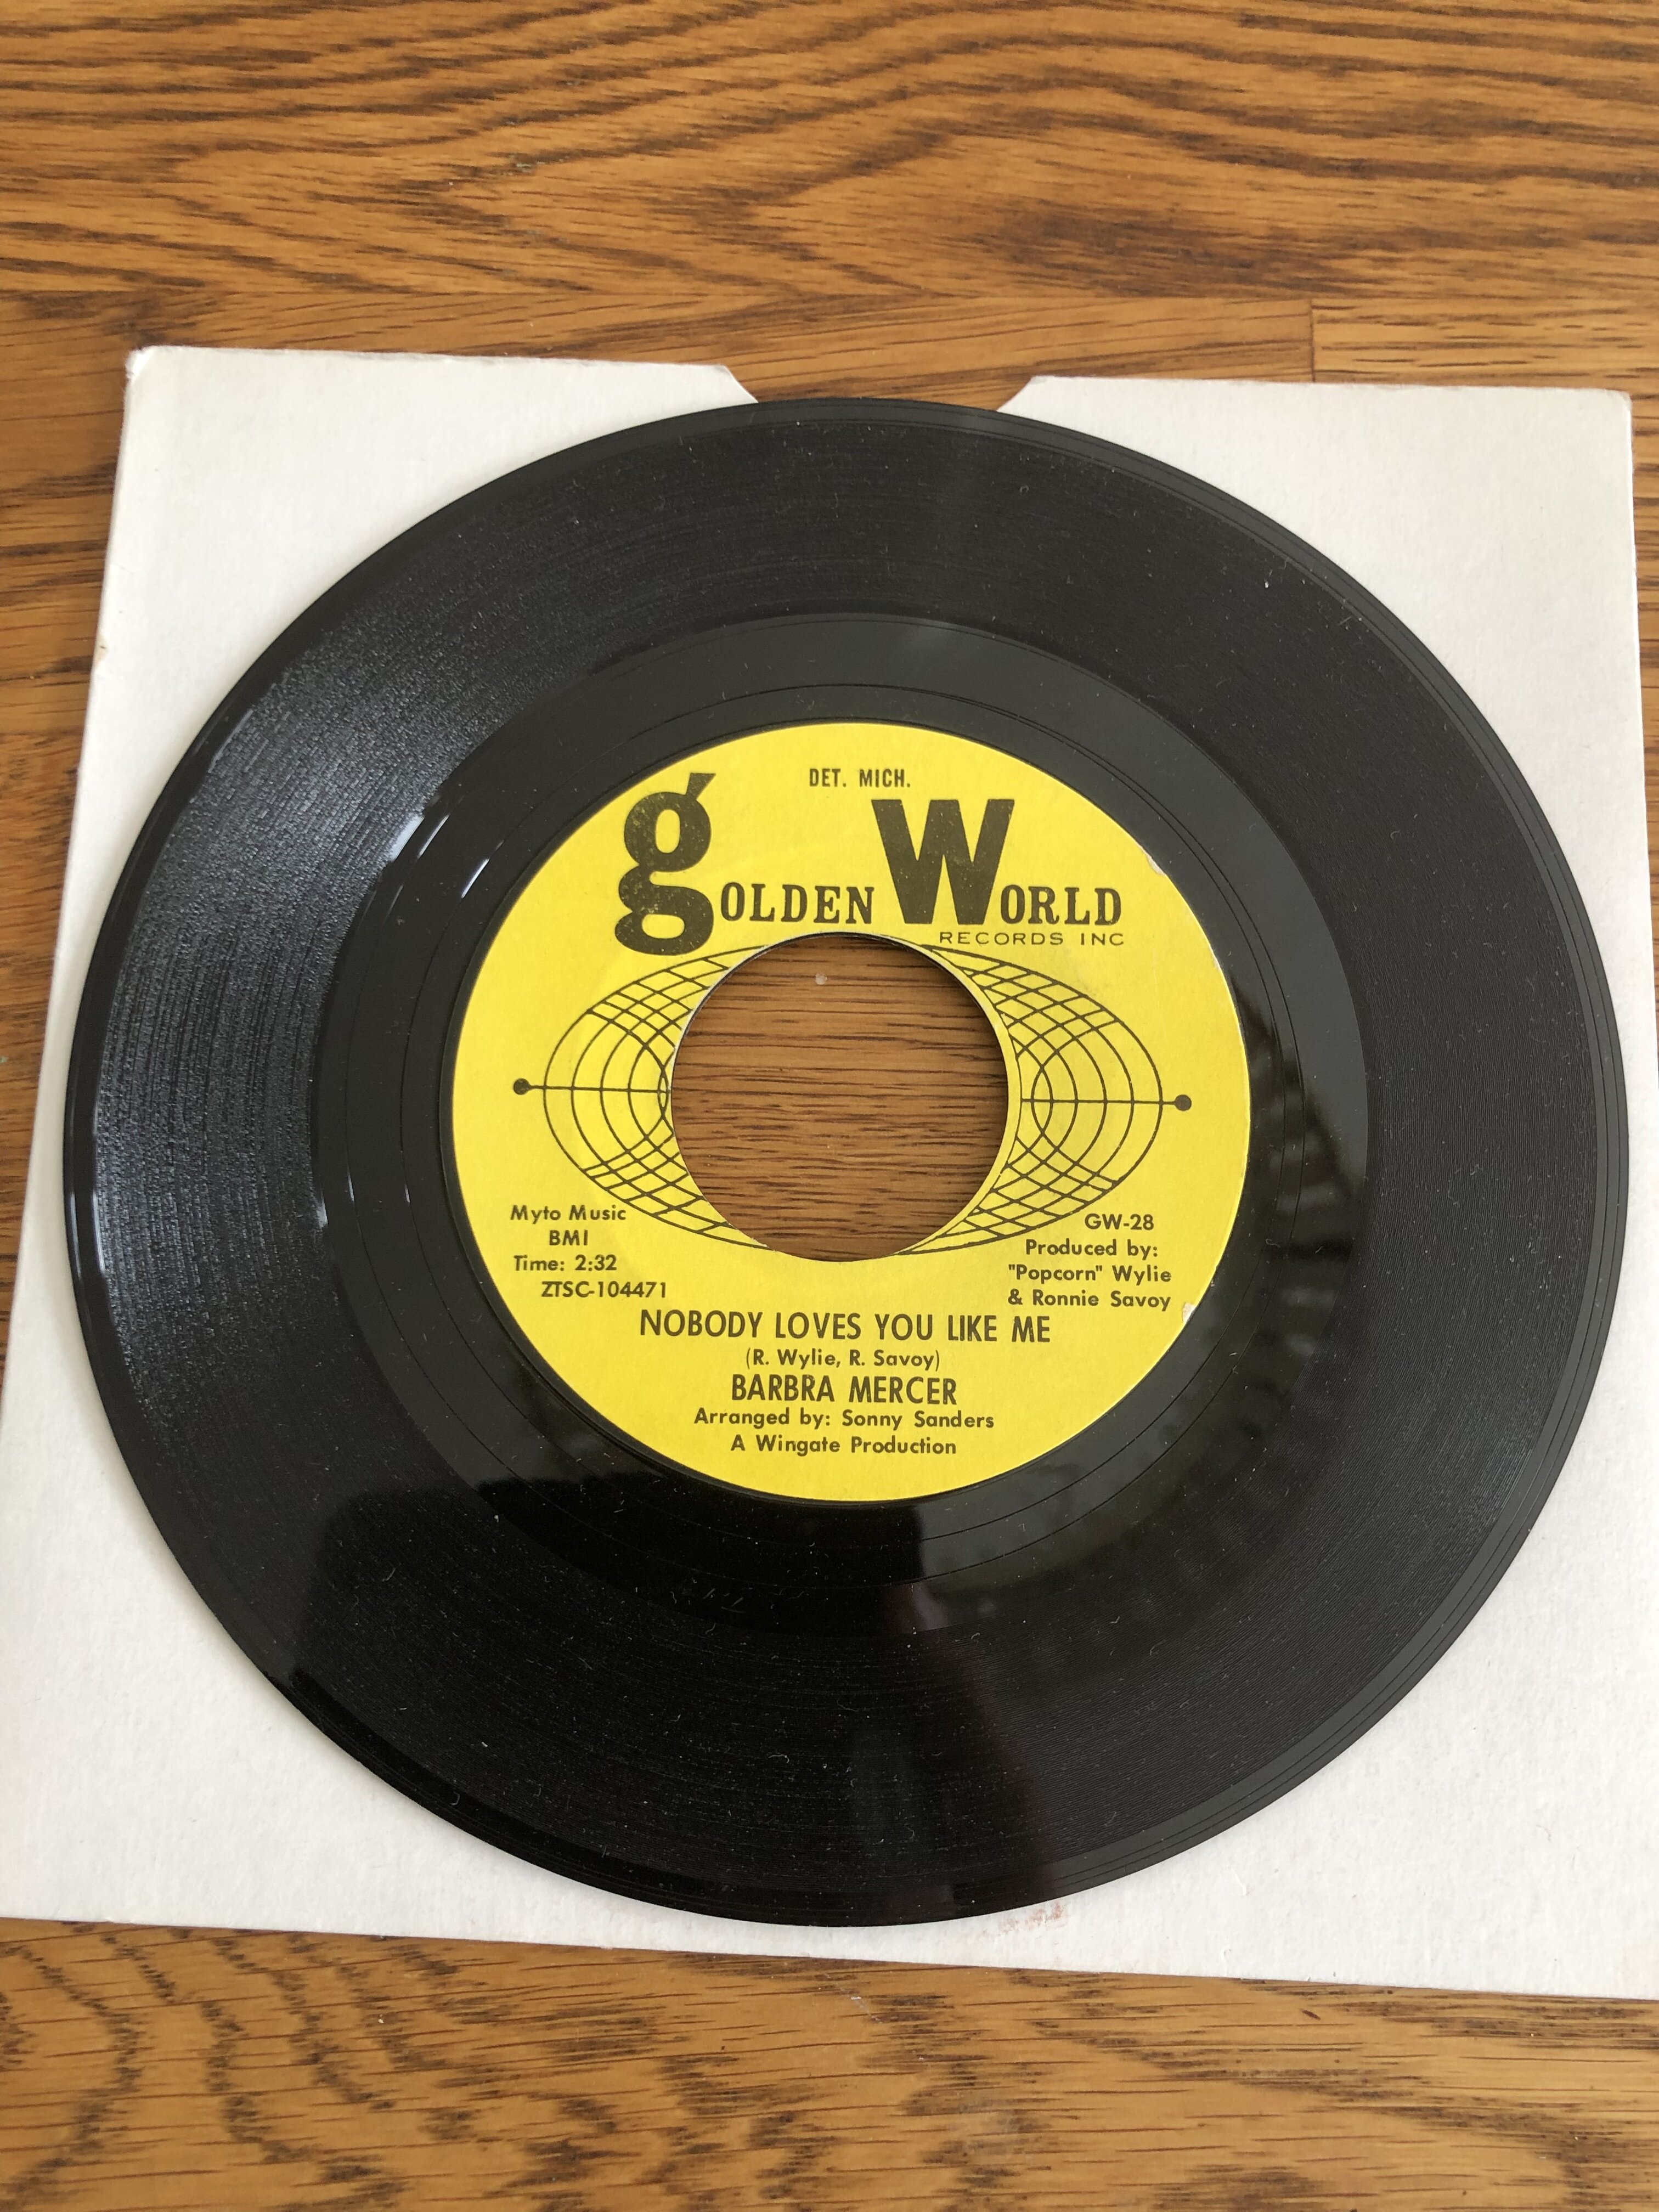 DET. MICH.
gOLDEN WORLD
RECORDS INC
Myto Music
BMI
Time: 2:32
ZTSC-104471
GW-28
Produced by:
"Popcorn" Wylie
& Ronnie Savoy
NOBODY LOVES YOU LIKE ME
(R. Wylie, R. Savoy)
BARBRA MERCER
Arranged by: Sonny Sanders
A Wingate Production